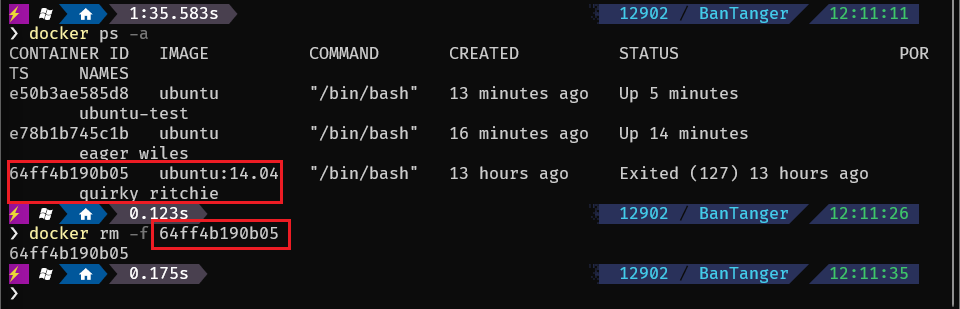 1:35.583s 12902 / BanTanger 12:11:11
❯ docker ps -a
CONTAINER ID IMAGE COMMAND CREATED STATUS POR
TS NAMES
e50b3ae585d8 ubuntu "/bin/bash" 13 minutes ago Up 5 minutes
ubuntu-test
e78b1b745c1b ubuntu "/bin/bash" 16 minutes ago Up 14 minutes
eager_wiles
64ff4b190b05 ubuntu:14.04 "/bin/bash" 13 hours ago Exited (127) 13 hours ago
quirky_ritchie
0.123s 12902 / BanTanger 12:11:26
❯ docker rm -f 64ff4b190b05
64ff4b190b05
0.175s 12902 / BanTanger 12:11:35
❯